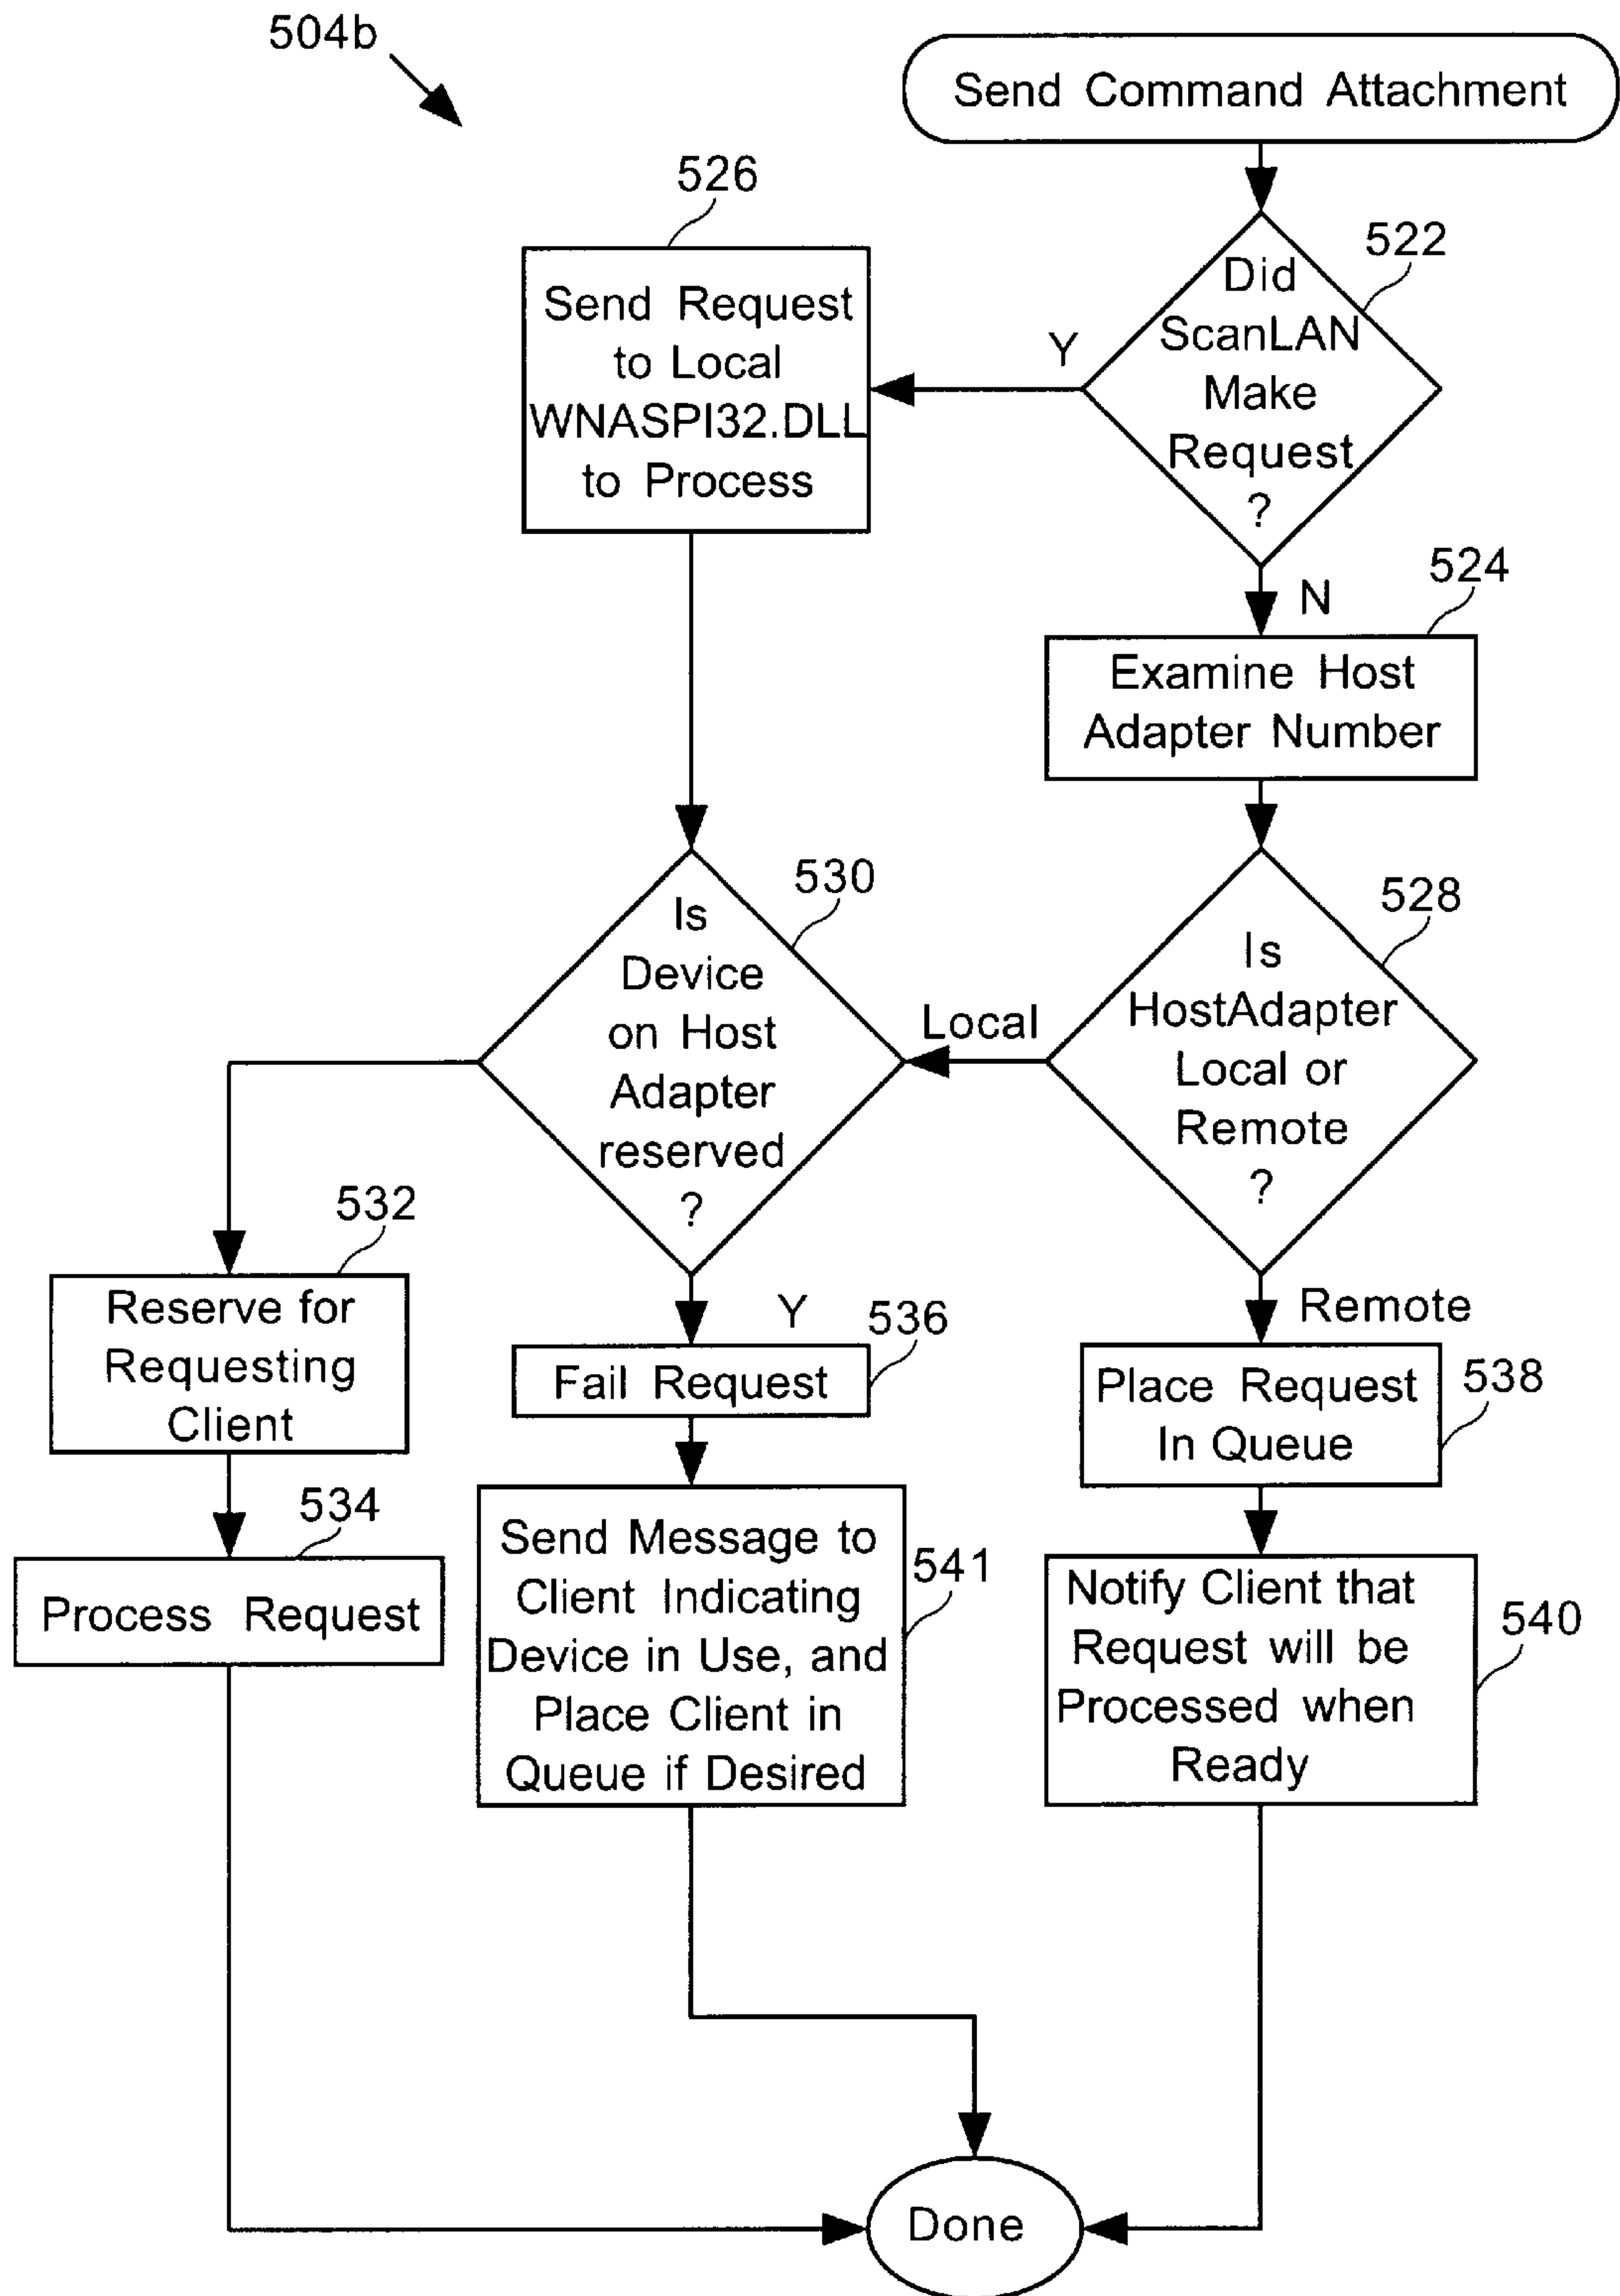 504b
Send Command Attachment
526
522
Did
ScanLAN
Make
Request
?
Y
Send Request
to Local
WNASPI32.DLL
to Process
N
524
Examine Host
Adapter Number
530
Is
Device
on Host
Adapter
reserved
?
528
Is
HostAdapter
Local or
Remote
?
Local
532
Reserve for
Requesting
Client
Y
536
Fail Request
Remote
538
Place Request
In Queue
534
Process Request
541
Send Message to
Client Indicating
Device in Use, and
Place Client in
Queue if Desired
540
Notify Client that
Request will be
Processed when
Ready
Done